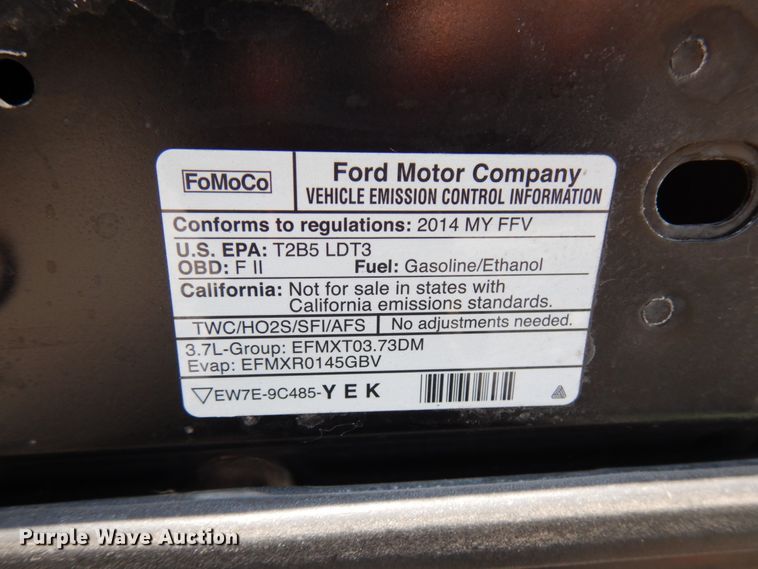 FoMoCo
Ford Motor Company
VEHICLE EMISSION CONTROL INFORMATION
Conforms to regulations: 2014 MY FFV
U.S. EPA: T2B5 LDT3
OBD: F II Fuel: Gasoline/Ethanol
California: Not for sale in states with
California emissions standards.
TWC/HO2S/SFI/AFS No adjustments needed.
3.7L-Group: EFMXT03.73DM
Evap: EFMXR0145GBV
EW7E-9C485-YEK
Purple Wave Auction